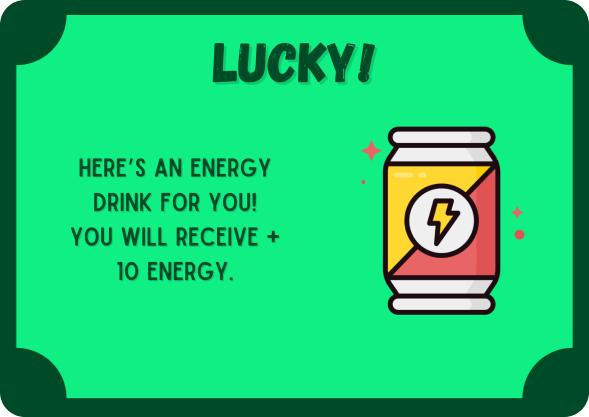 LUCKY!
HERE'S AN ENERGY
DRINK FOR YOU!
YOU WILL RECEIVE +
10 ENERGY.